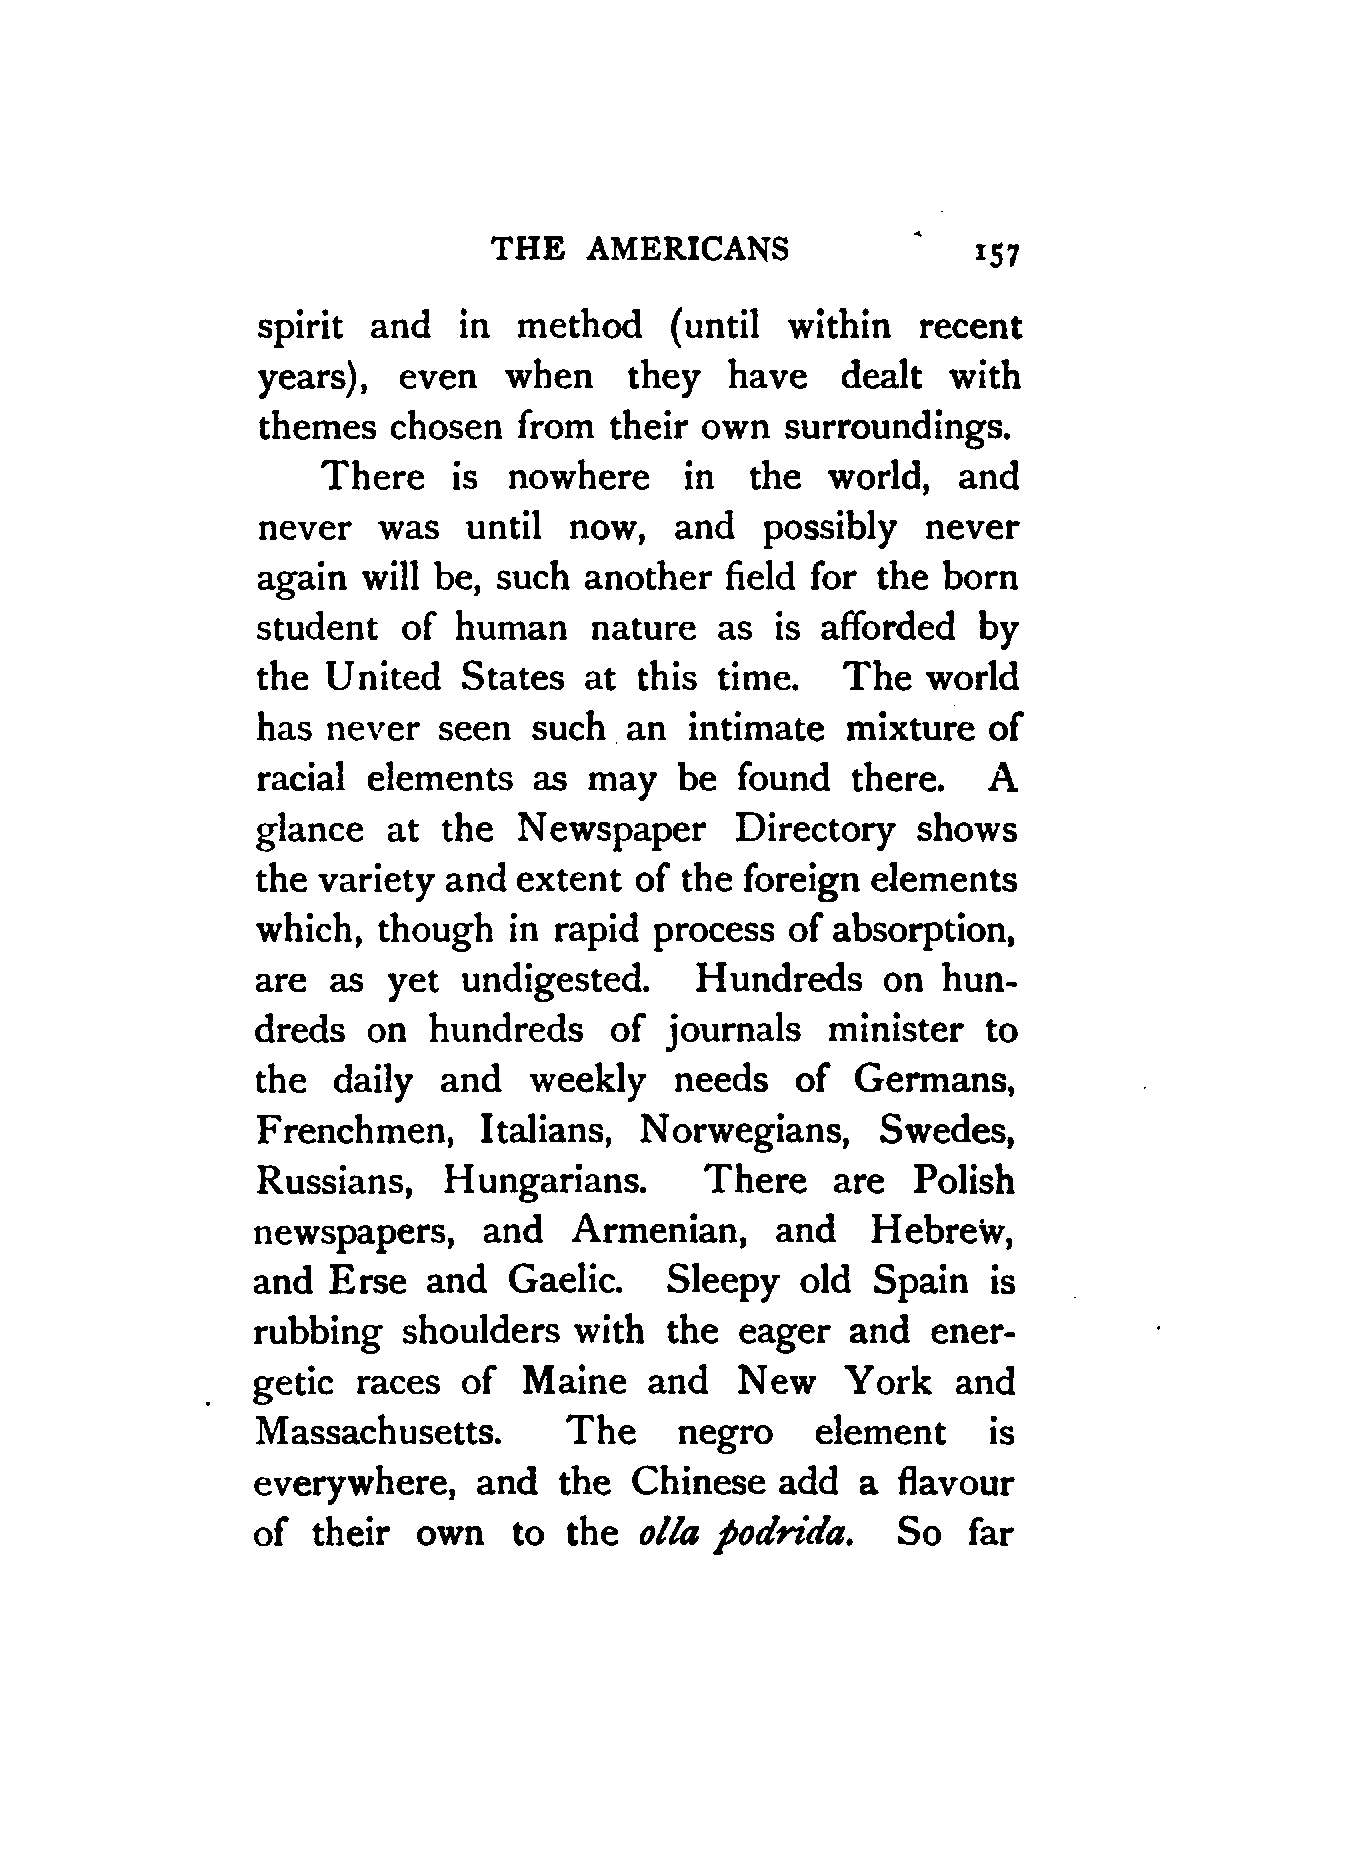 THE AMERICANS 157
spirit and in method (until within recent
years), even when they have dealt with
themes chosen from their own surroundings.
There is nowhere in the world, and
never was until now, and possibly never
again will be, such another field for the born
student of human nature as is afforded by
the United States at this time. The world
has never seen such an intimate mixture of
racial elements as may be found there. A
glance at the Newspaper Directory shows
the variety and extent of the foreign elements
which, though in rapid process of absorption,
are as yet undigested. Hundreds on hun-
dreds on hundreds of journals minister to
the daily and weekly needs of Germans,
Frenchmen, Italians, Norwegians, Swedes,
Russians, Hungarians. There are Polish
newspapers, and Armenian, and Hebrew,
and Erse and Gaelic. Sleepy old Spain is
rubbing shoulders with the eager and ener-
getic races of Maine and New York and
Massachusetts. The negro element is
everywhere, and the Chinese add a flavour
of their own to the olla podrida. So far